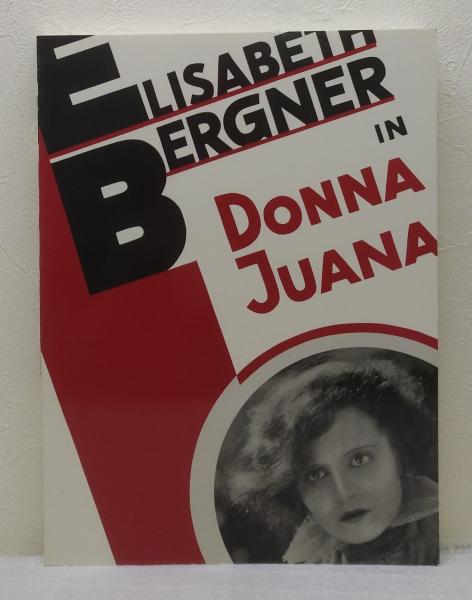 ELISABETH
BERGNER
IN
DONNA
JUANA